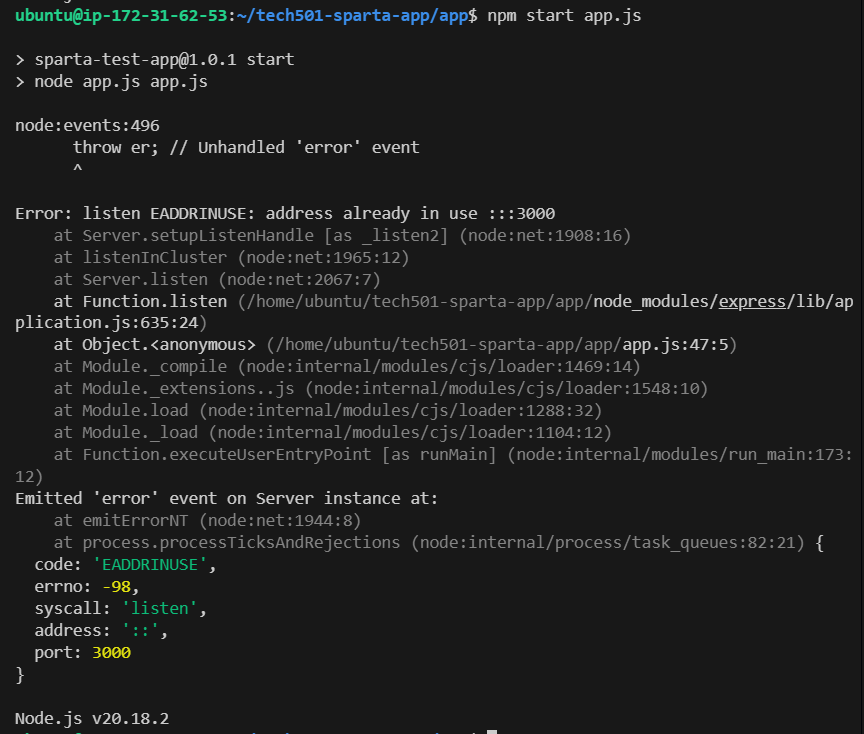 ubuntu@ip-172-31-62-53:~/tech501-sparta-app/app$ npm start app.js
> sparta-test-app@1.0.1 start
> node app.js app.js
node:events:496
      throw er; // Unhandled 'error' event
      ^
Error: listen EADDRINUSE: address already in use :::3000
    at Server.setupListenHandle [as _listen2] (node:net:1908:16)
    at listenInCluster (node:net:1965:12)
    at Server.listen (node:net:2067:7)
    at Function.listen (/home/ubuntu/tech501-sparta-app/app/node_modules/express/lib/ap
plication.js:635:24)
    at Object.<anonymous> (/home/ubuntu/tech501-sparta-app/app/app.js:47:5)
    at Module._compile (node:internal/modules/cjs/loader:1469:14)
    at Module._extensions..js (node:internal/modules/cjs/loader:1548:10)
    at Module.load (node:internal/modules/cjs/loader:1288:32)
    at Module._load (node:internal/modules/cjs/loader:1104:12)
    at Function.executeUserEntryPoint [as runMain] (node:internal/modules/run_main:173:
12)
Emitted 'error' event on Server instance at:
    at emitErrorNT (node:net:1944:8)
    at process.processTicksAndRejections (node:internal/process/task_queues:82:21) {
  code: 'EADDRINUSE',
  errno: -98,
  syscall: 'listen',
  address: '::',
  port: 3000
}
Node.js v20.18.2